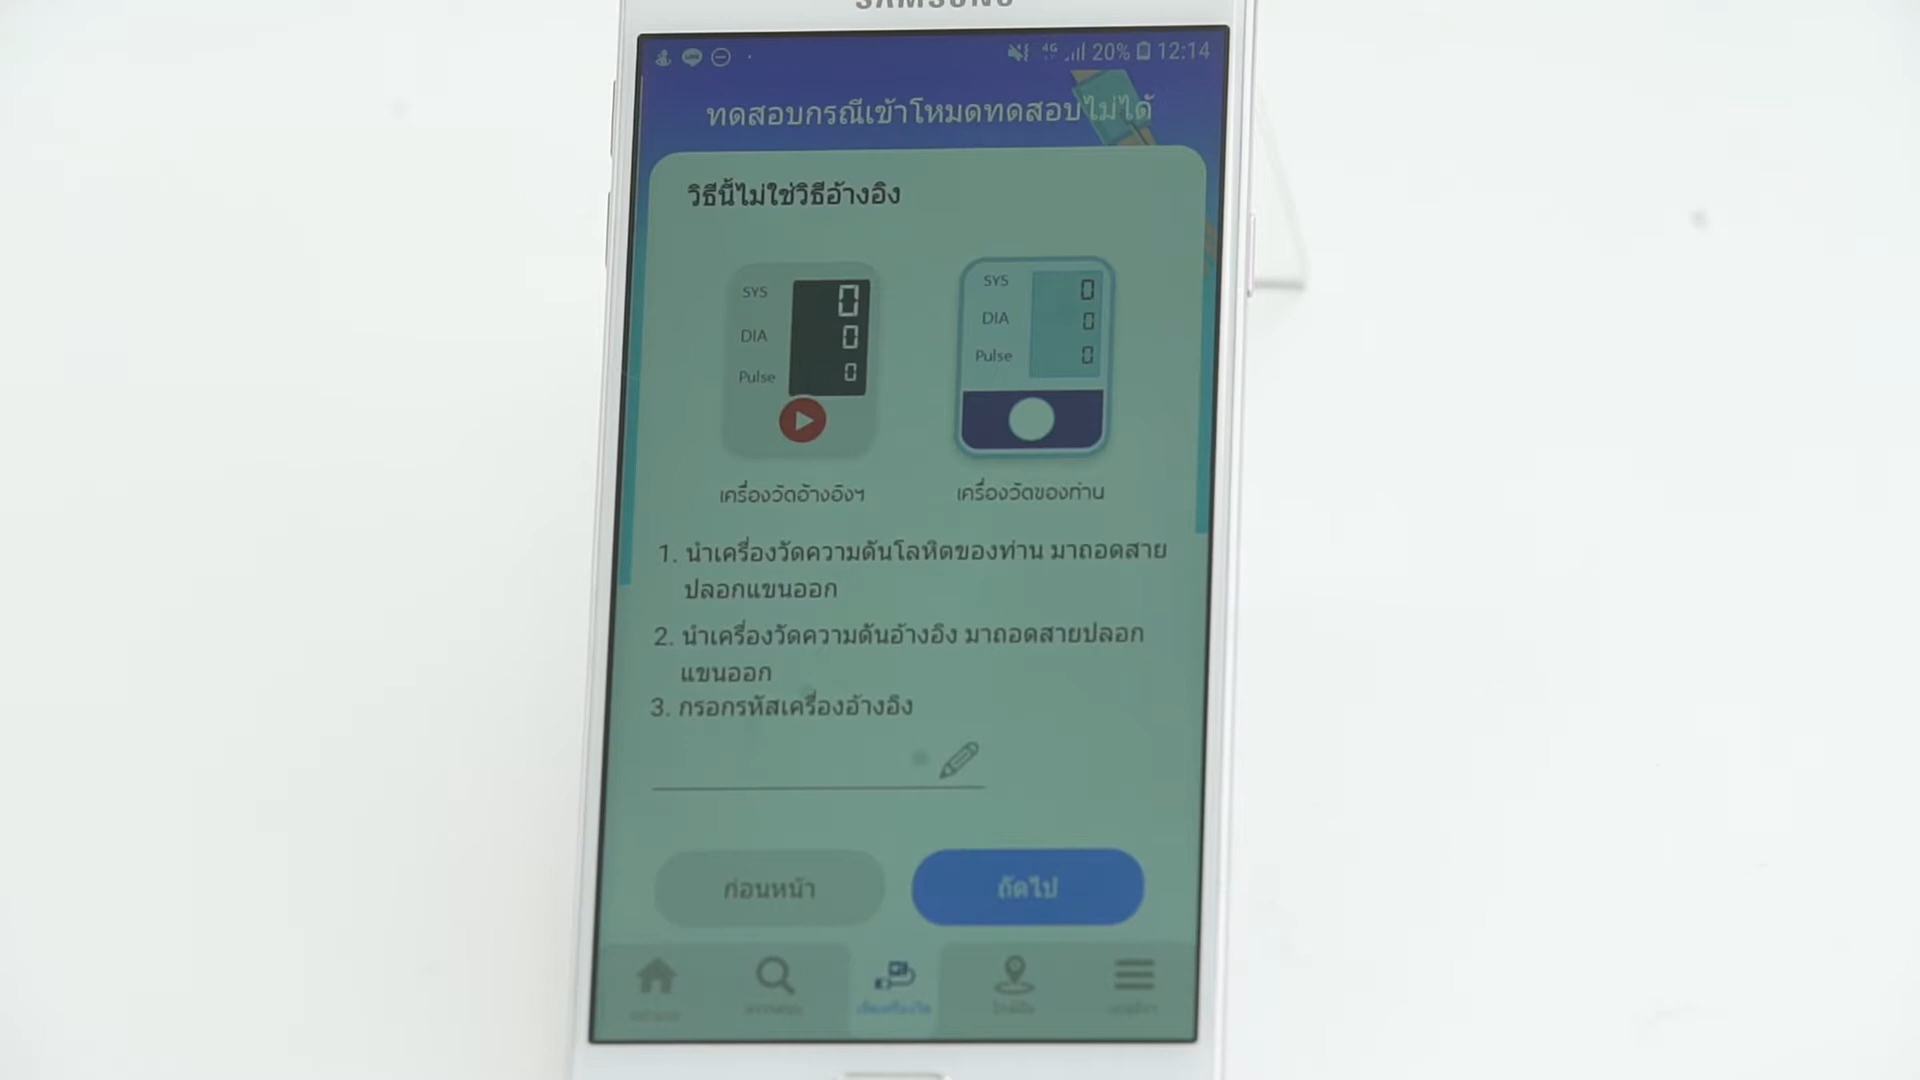 SAMSUNG
4G 20% 12:14
ทดสอบกรณีเข้าโหมดทดสอบไม่ได้
วิธีนี้ไม่ใช่วิธีอ้างอิง
SYS 0
DIA 0
Pulse 0
SYS 0
DIA 0
Pulse 0
เครื่องวัดอ้างอิงฯ
เครื่องวัดของท่าน
1. นำเครื่องวัดความดันโลหิตของท่าน มาถอดสาย
ปลอกแขนออก
2. นำเครื่องวัดความดันอ้างอิง มาถอดสายปลอก
แขนออก
3. กรอกรหัสเครื่องอ้างอิง
ก่อนหน้า
ถัดไป